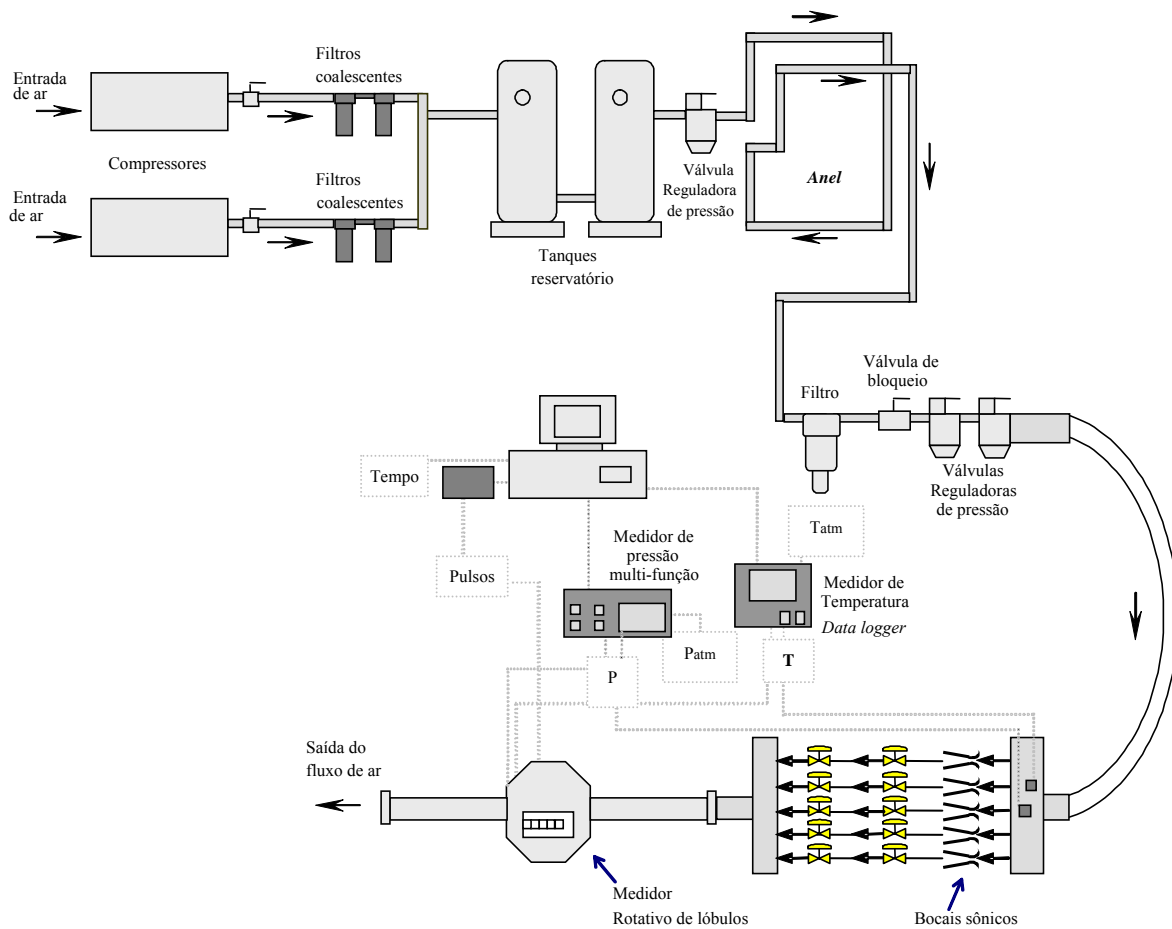 Entrada
de ar
Filtros
coalescentes
Compressores
Entrada
de ar
Filtros
coalescentes
Tanques
reservatório
Válvula
Reguladora
de pressão
Anel
Válvula de
bloqueio
Filtro
Válvulas
Reguladoras
de pressão
Tempo
Tatm
Medidor de
pressão
multi-função
Pulsos
Medidor de
Temperatura
Data logger
Patm
P
T
Saída do
fluxo de ar
Medidor
Rotativo de lóbulos
Bocais sônicos